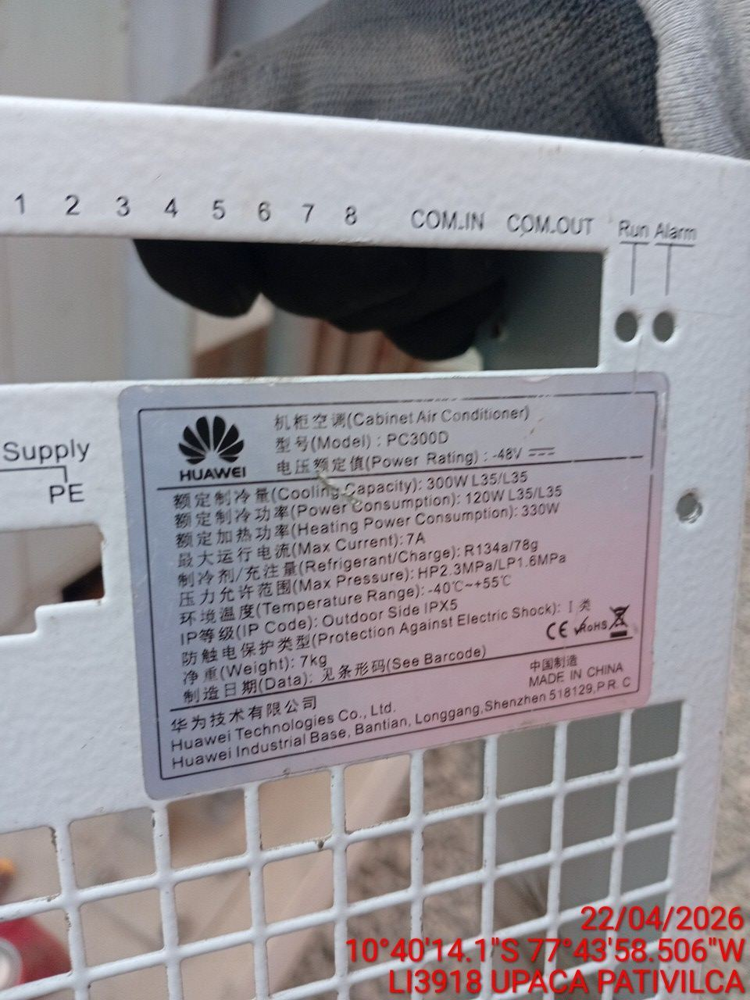 1 2 3 4 5 6 7 8 COM.IN COM.OUT Run Alarm
Supply
PE
HUAWEI
机柜空调(Cabinet Air Conditioner)
型号(Model) : PC300D
电压额定值(Power Rating) : -48V
额定制冷量(Cooling Capacity): 300W L35/L35
额定制冷功率(Power Consumption): 120W L35/L35
额定加热功率(Heating Power Consumption): 330W
最大运行电流(Max Current): 7A
制冷剂/充注量(Refrigerant/Charge): R134a/78g
压力允许范围(Max Pressure): HP2.3MPa/LP1.6MPa
环境温度(Temperature Range): -40℃~+55℃
IP等级(IP Code): Outdoor Side IPX5
防触电保护类型(Protection Against Electric Shock): I 类
净重(Weight): 7kg
CE RoHS
制造日期(Data): 见条形码(See Barcode)
中国制造
MADE IN CHINA
华为技术有限公司
Huawei Technologies Co., Ltd.
Huawei Industrial Base, Bantian, Longgang,Shenzhen 518129,P.R. C
22/04/2026
10°40'14.1"S 77°43'58.506"W
LI3918 UPACA PATIVILCA